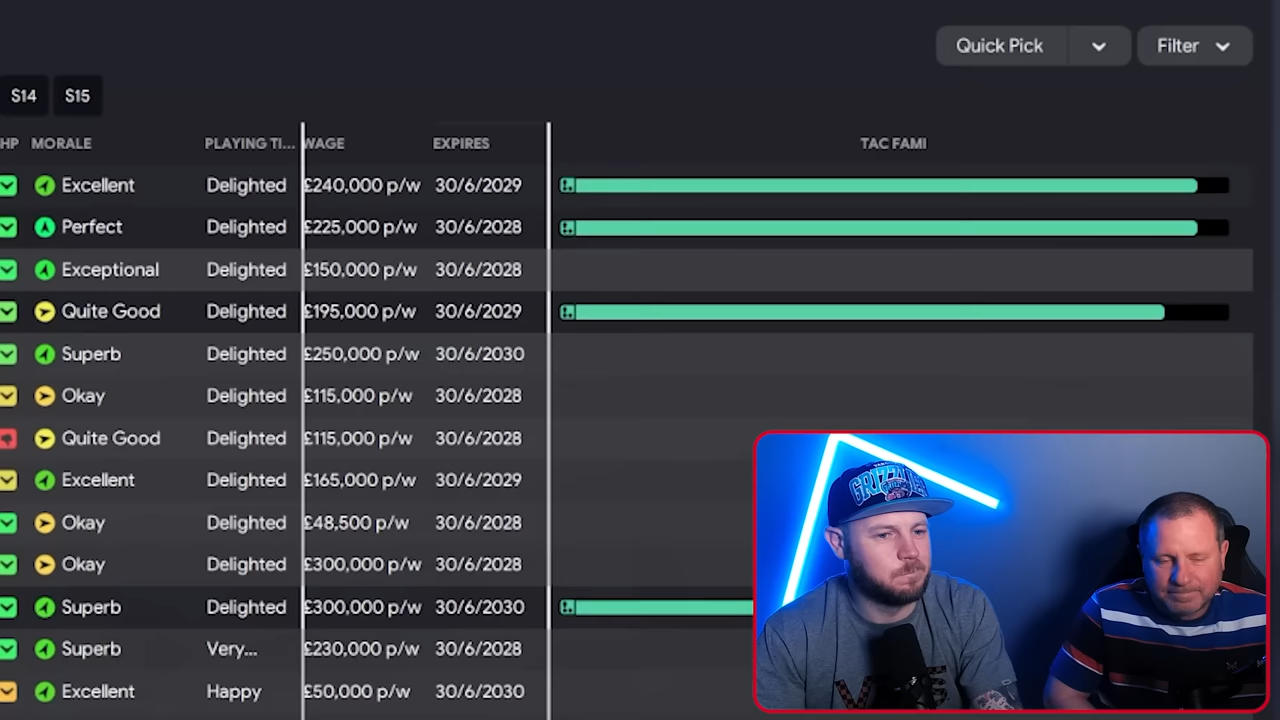 Quick Pick Filter
S14 S15
HP MORALE PLAYING TI... WAGE EXPIRES TAC FAMI
Excellent Delighted £240,000 p/w 30/6/2029
Perfect Delighted £225,000 p/w 30/6/2028
Exceptional Delighted £150,000 p/w 30/6/2028
Quite Good Delighted £195,000 p/w 30/6/2029
Superb Delighted £250,000 p/w 30/6/2030
Okay Delighted £115,000 p/w 30/6/2028
Quite Good Delighted £115,000 p/w 30/6/2028
Excellent Delighted £165,000 p/w 30/6/2029
Okay Delighted £48,500 p/w 30/6/2028
Okay Delighted £300,000 p/w 30/6/2028
Superb Delighted £300,000 p/w 30/6/2030
Superb Very... £230,000 p/w 30/6/2028
Excellent Happy £50,000 p/w 30/6/2030